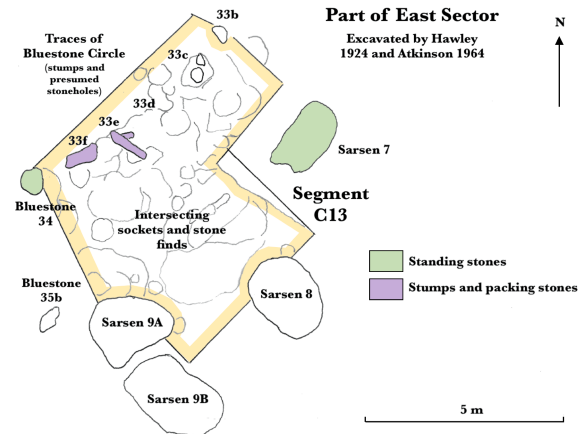 Part of East Sector
Excavated by Hawley
1924 and Atkinson 1964
N
Traces of
Bluestone Circle
(stumps and
presumed
stoneholes)
33b
33c
33d
33e
33f
Sarsen 7
Bluestone
34
Segment
C13
Intersecting
sockets and stone
finds
Standing stones
Stumps and packing stones
Bluestone
35b
Sarsen 8
Sarsen 9A
Sarsen 9B
5 m